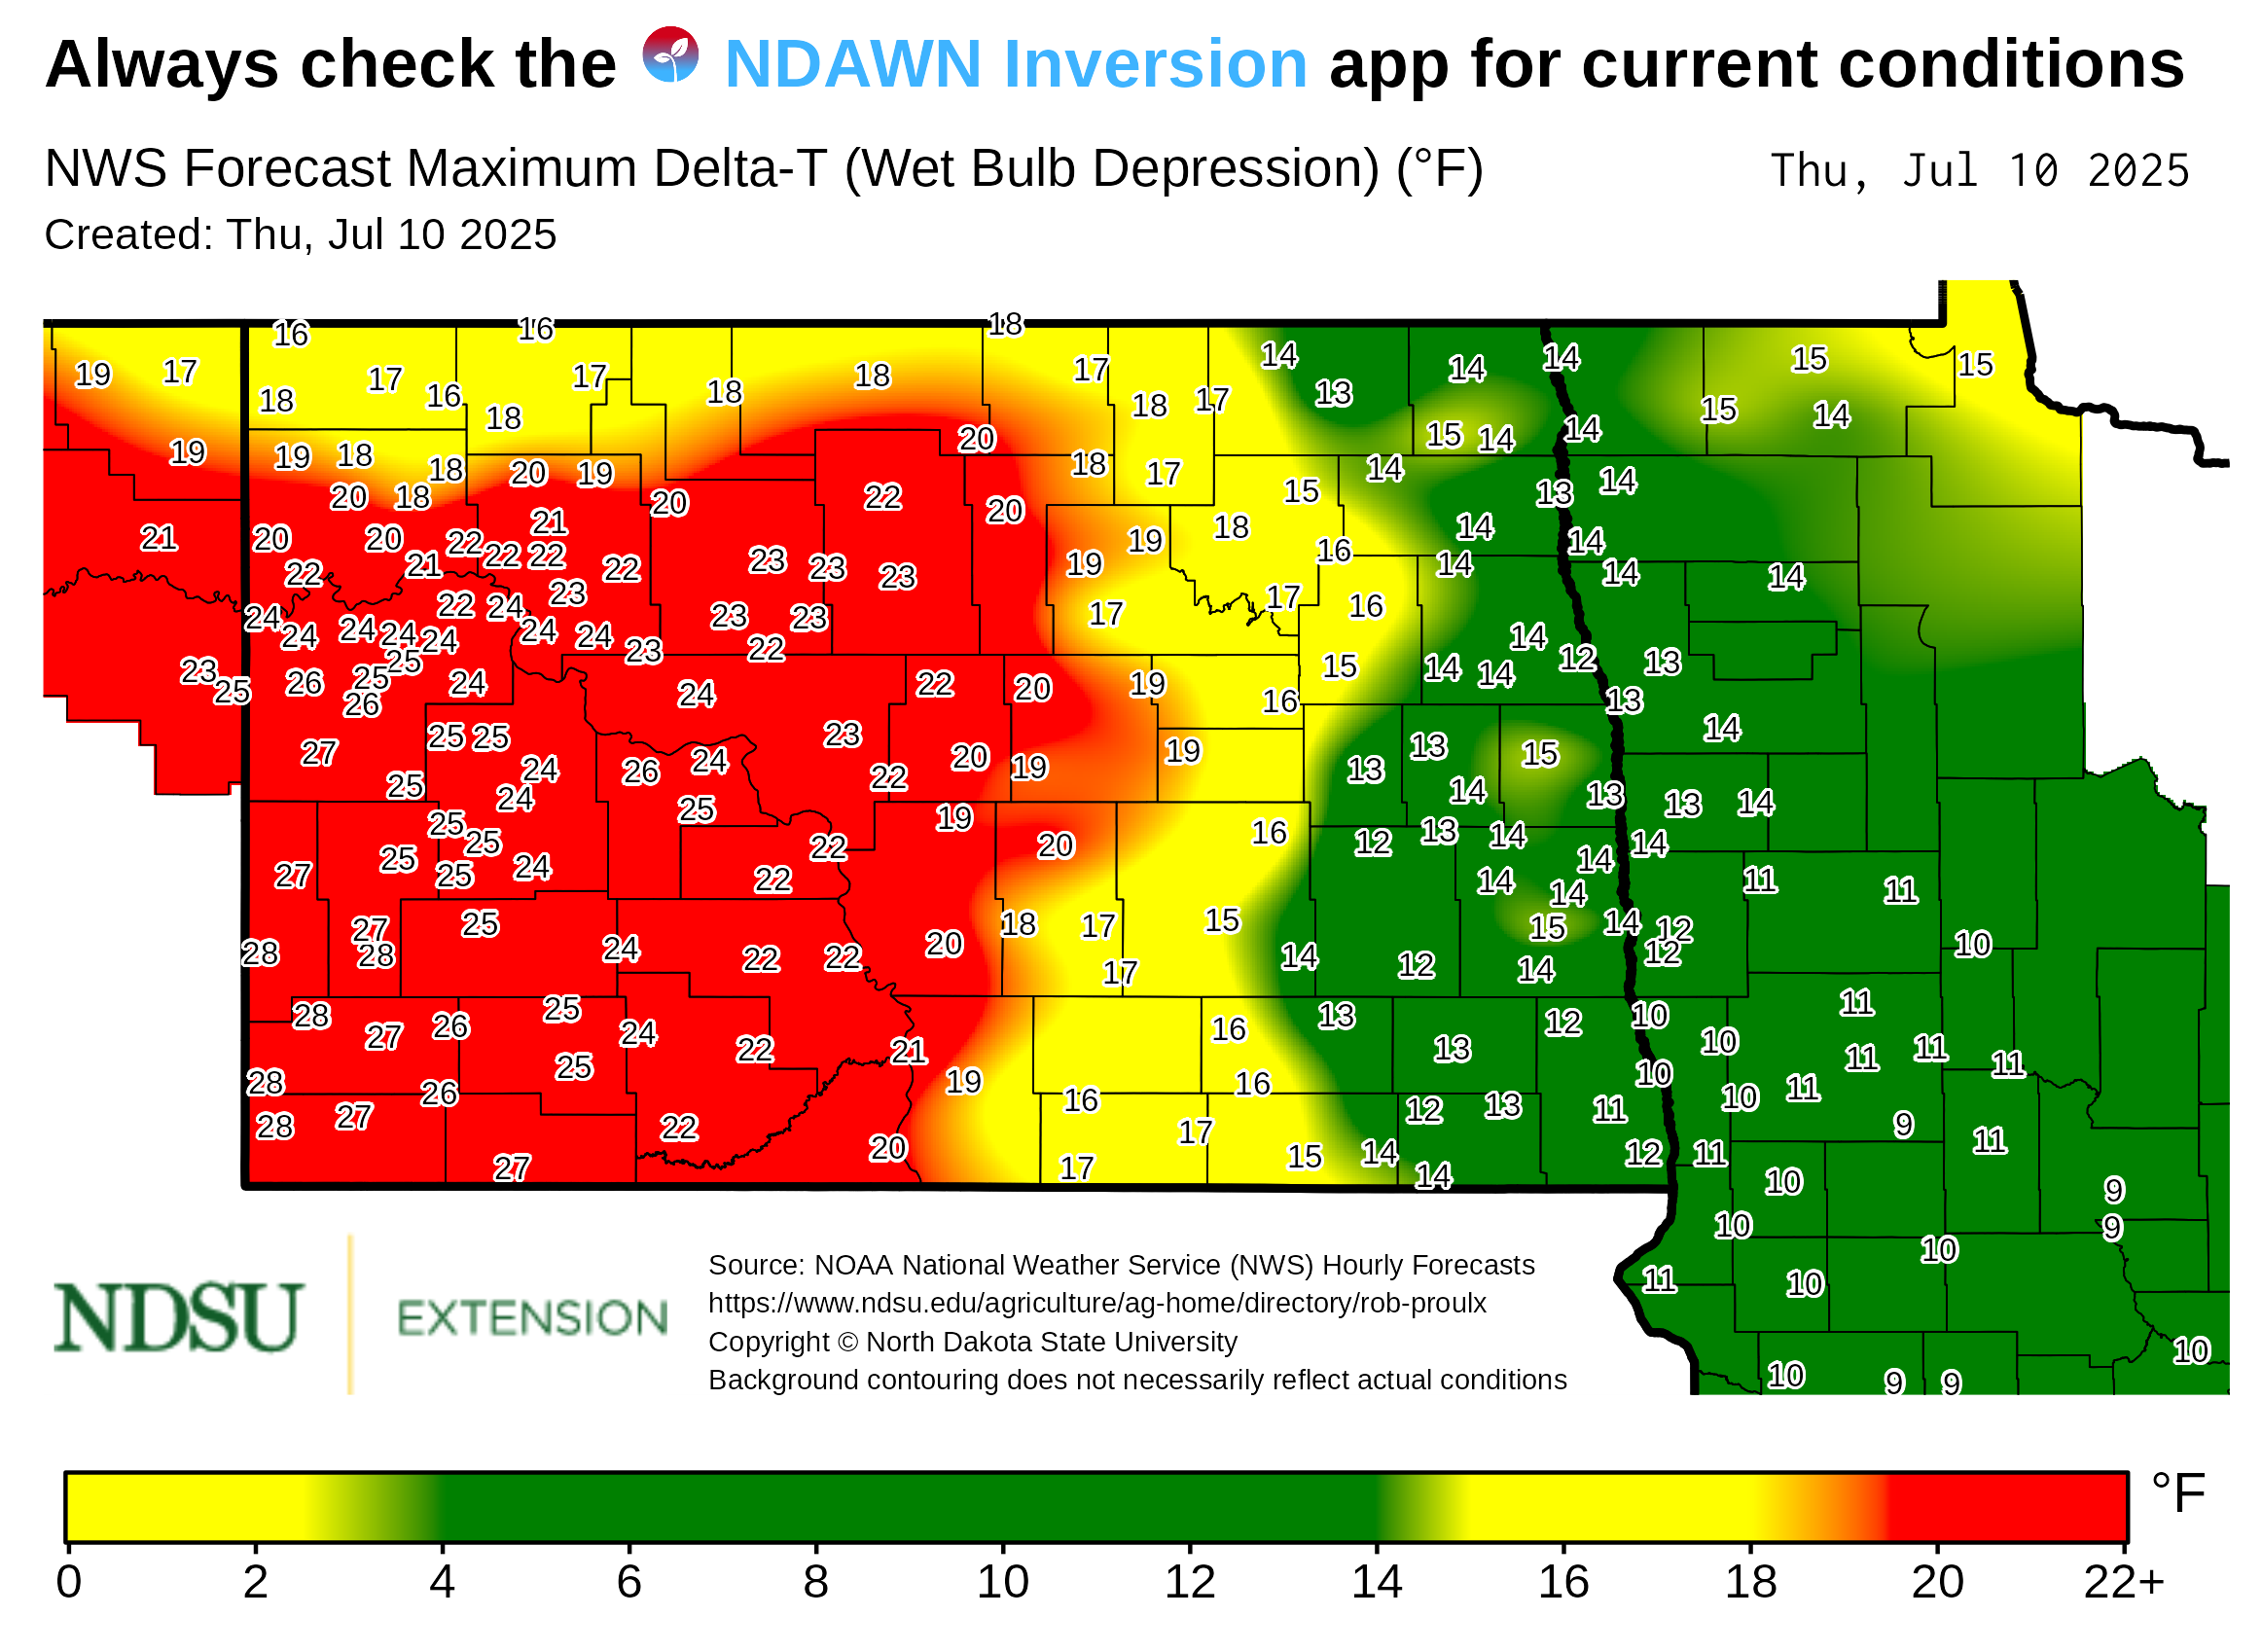 Always check the NDAWN Inversion app for current conditions
NWS Forecast Maximum Delta-T (Wet Bulb Depression) (°F)
Thu, Jul 10 2025
Created: Thu, Jul 10 2025
16 16 18
19 17 17 16 17 18 18 17 14 14 14 15 15
18 18 18 17 13 15 14
19 19 18 18 20 19 20 18 17 15 14 15 14 14
20 18 20 22 20 13 14
21 20 20 22 21 22 22 21 22 23 23 23 19 19 18 16 14 14 14 14 14
22 24 24 24 24 24 22 24 23 24 24 23 23 23 22 17 17 16 14 12 13
23 25 26 25 25 26 24 24 22 20 19 16 15 14 14 13
27 25 25 25 24 24 26 24 25 23 22 20 19 19 13 13 14 15 13 14 13 14
27 25 25 25 25 24 22 22 19 20 16 12 13 14 14 14 14 14 11 11
28 27 28 25 24 22 22 20 18 17 17 15 14 12 15 14 14 12 12 10
28 27 26 25 25 24 22 21 16 13 13 12 10 10 11 11 11 11
28 28 27 26 27 22 20 19 16 17 17 16 15 14 14 12 13 11 12 10 11 10 11 9 11
10 9
10 9
11 10 10
10 9 9 10
NDSU
EXTENSION
Source: NOAA National Weather Service (NWS) Hourly Forecasts
https://www.ndsu.edu/agriculture/ag-home/directory/rob-proulx
Copyright © North Dakota State University
Background contouring does not necessarily reflect actual conditions
°F
0 2 4 6 8 10 12 14 16 18 20 22+